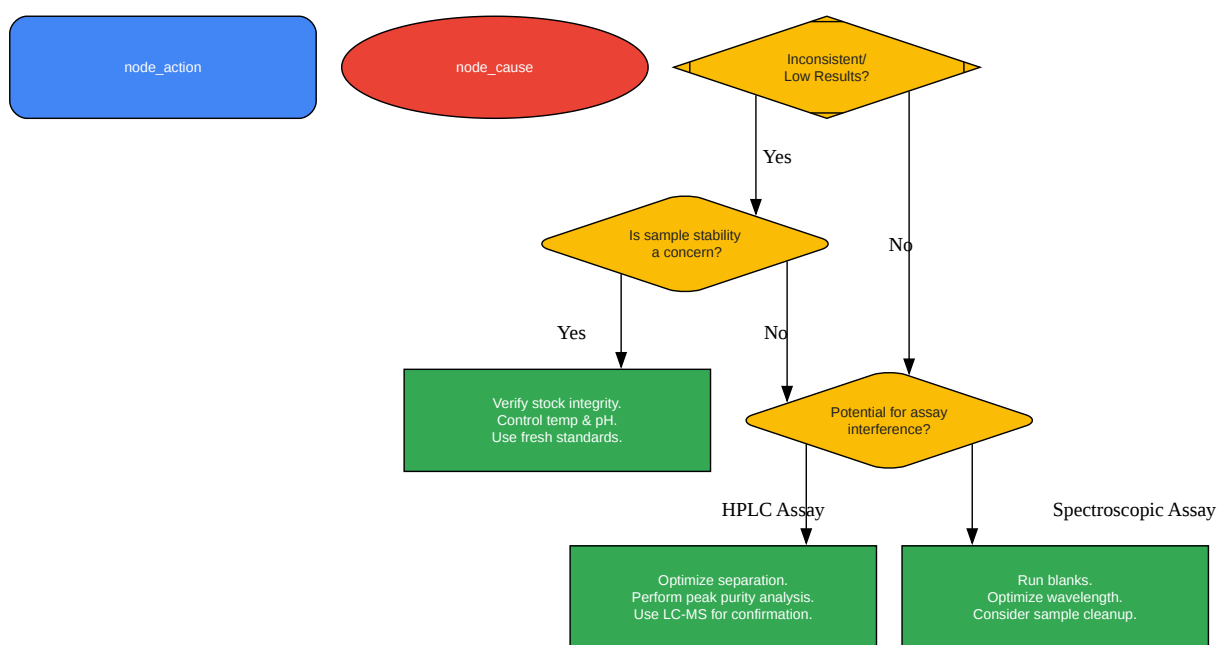 node_action
node_cause
Inconsistent/
Low Results?
Yes
Is sample stability
a concern?
No
Yes
No
Verify stock integrity.
Control temp & pH.
Use fresh standards.
Potential for assay
interference?
HPLC Assay
Spectroscopic Assay
Optimize separation.
Perform peak purity analysis.
Use LC-MS for confirmation.
Run blanks.
Optimize wavelength.
Consider sample cleanup.